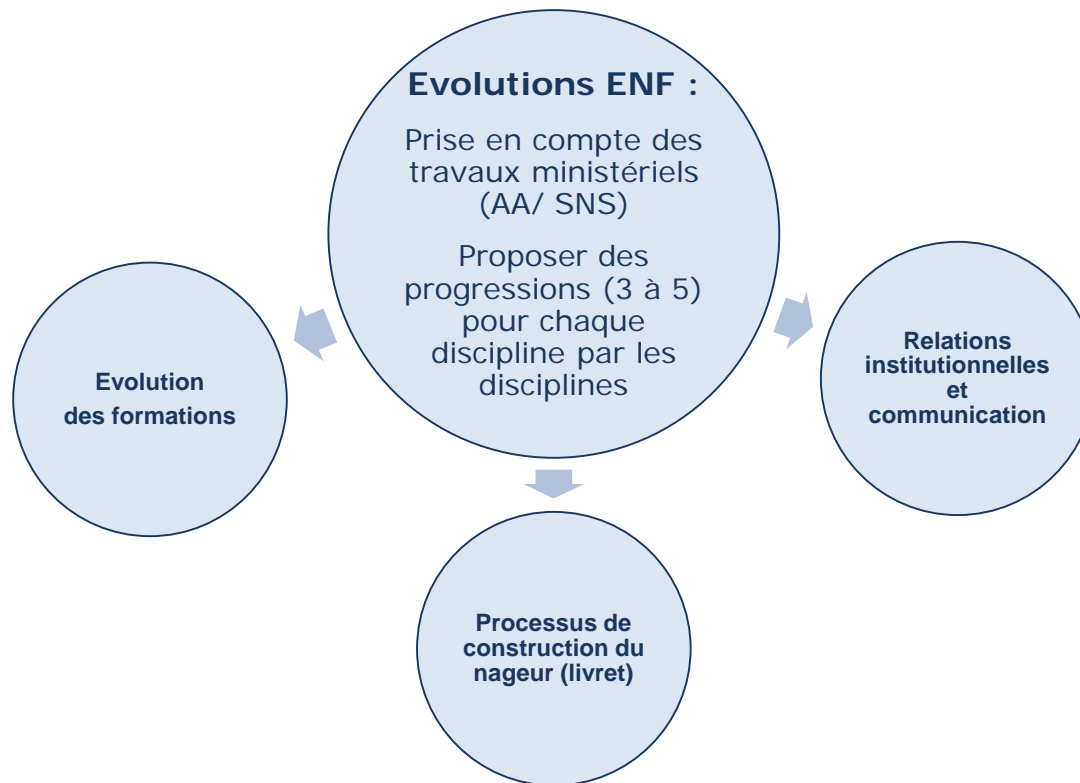 Evolutions ENF :
Prise en compte des
travaux ministériels
(AA/ SNS)
Proposer des
progressions (3 à 5)
pour chaque
discipline par les
disciplines
Evolution
des formations
Relations
institutionnelles
et
communication
Processus de
construction du
nageur (livret)